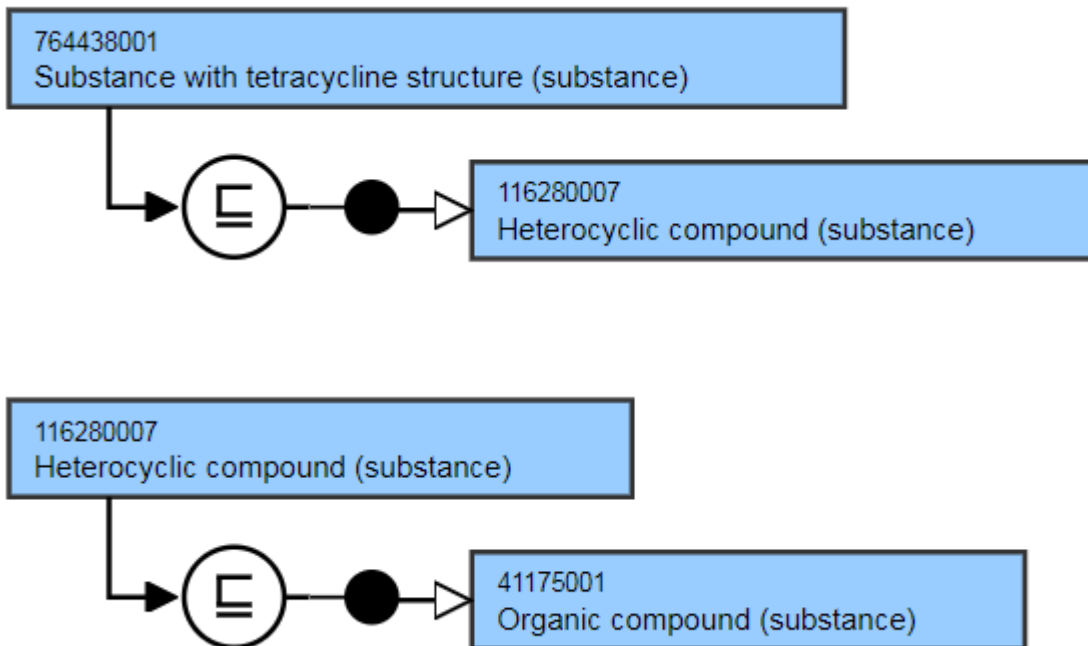 764438001
Substance with tetracycline structure (substance)
⊑
116280007
Heterocyclic compound (substance)
116280007
Heterocyclic compound (substance)
⊑
41175001
Organic compound (substance)